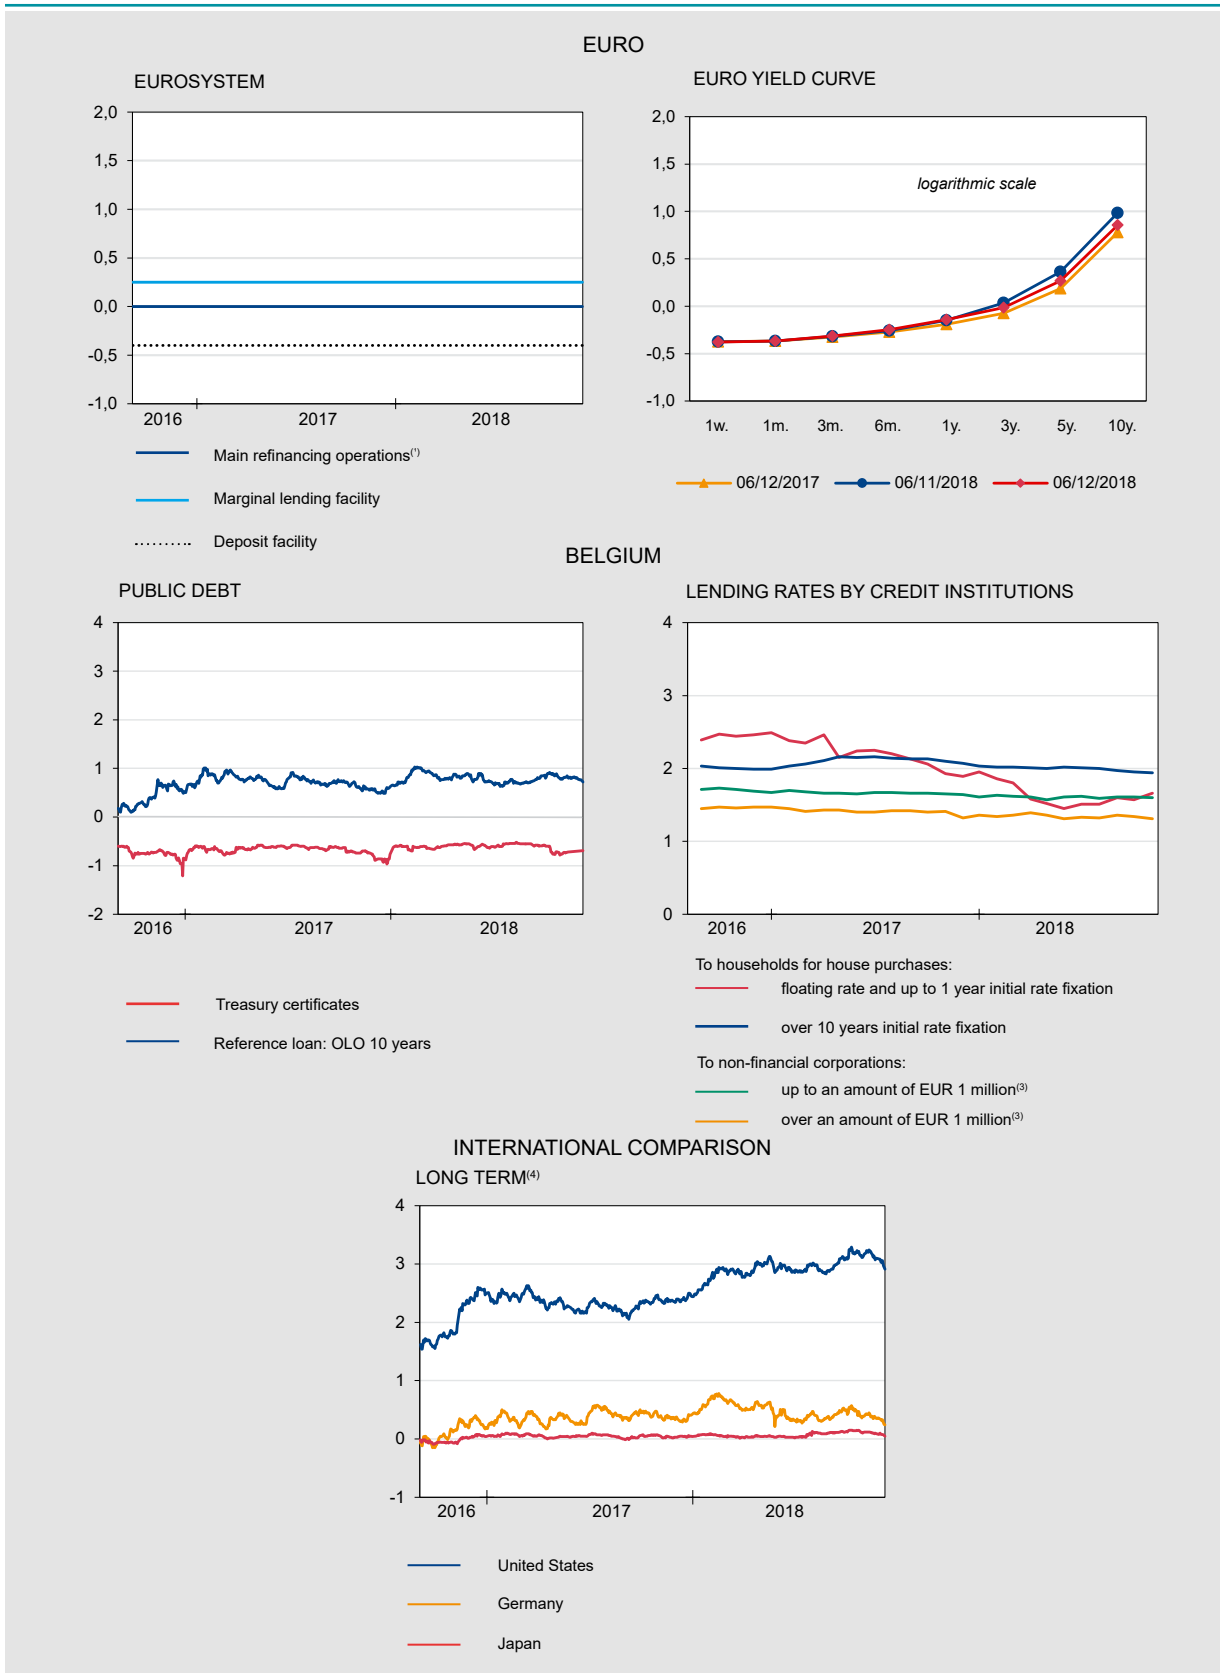 EURO
EUROSYSTEM
2,0
1,5
1,0
0,5
0,0
-0,5
-1,0
2016 2017 2018
Main refinancing operations(1)
Marginal lending facility
Deposit facility
EURO YIELD CURVE
2,0
1,5
1,0
0,5
0,0
-0,5
-1,0
logarithmic scale
1w. 1m. 3m. 6m. 1y. 3y. 5y. 10y.
06/12/2017 06/11/2018 06/12/2018
BELGIUM
PUBLIC DEBT
4
3
2
1
0
-1
-2
2016 2017 2018
Treasury certificates
Reference loan: OLO 10 years
LENDING RATES BY CREDIT INSTITUTIONS
4
3
2
1
0
2016 2017 2018
To households for house purchases:
floating rate and up to 1 year initial rate fixation
over 10 years initial rate fixation
To non-financial corporations:
up to an amount of EUR 1 million(3)
over an amount of EUR 1 million(3)
INTERNATIONAL COMPARISON
LONG TERM(4)
4
3
2
1
0
-1
2016 2017 2018
United States
Germany
Japan